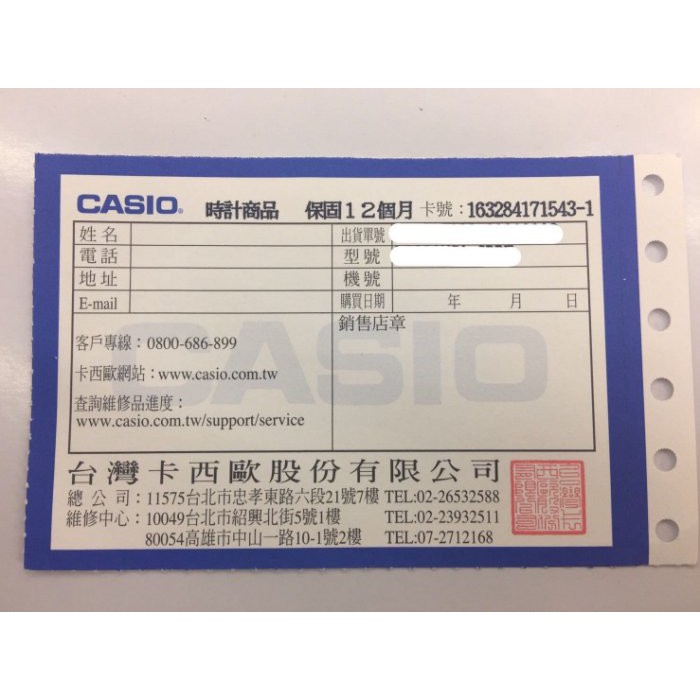 CASIO® 時計商品 保固12個月 卡號:163284171543-1
姓名 出貨單號
電話 型號
地址 機號
E-mail 購買日期 年 月 日
銷售店章
CASIO
客戶專線:0800-686-899
卡西歐網站:www.casio.com.tw
查詢維修品進度:
www.casio.com.tw/support/service
台灣卡西歐股份有限公司
總公司:11575台北市忠孝東路六段21號7樓 TEL:02-26532588
維修中心:10049台北市紹興北街5號1樓 TEL:02-23932511
80054高雄市中山一路10-1號2樓 TEL:07-2712168